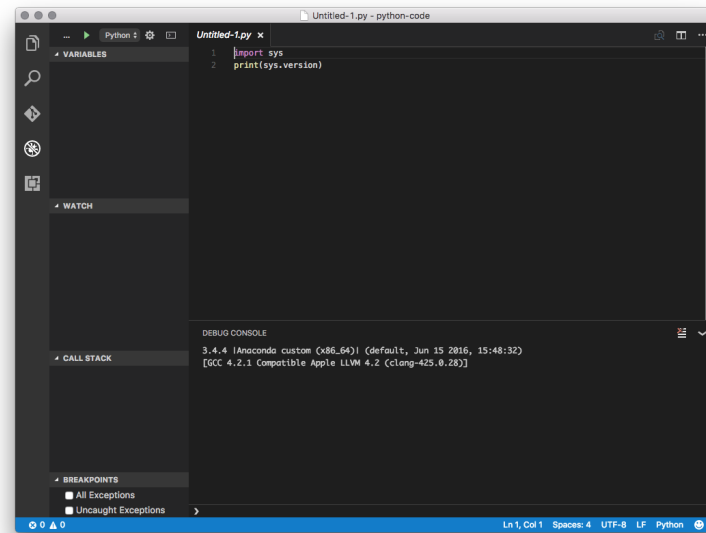 Untitled-1.py - python-code
... Python
Untitled-1.py ×
VARIABLES
1 import sys
2 print(sys.version)
WATCH
CALL STACK
BREAKPOINTS
All Exceptions
Uncaught Exceptions
DEBUG CONSOLE
3.4.4 |Anaconda custom (x86_64)| (default, Jun 15 2016, 15:48:32)
[GCC 4.2.1 Compatible Apple LLVM 4.2 (clang-425.0.28)]
0 0 Ln 1, Col 1 Spaces: 4 UTF-8 LF Python